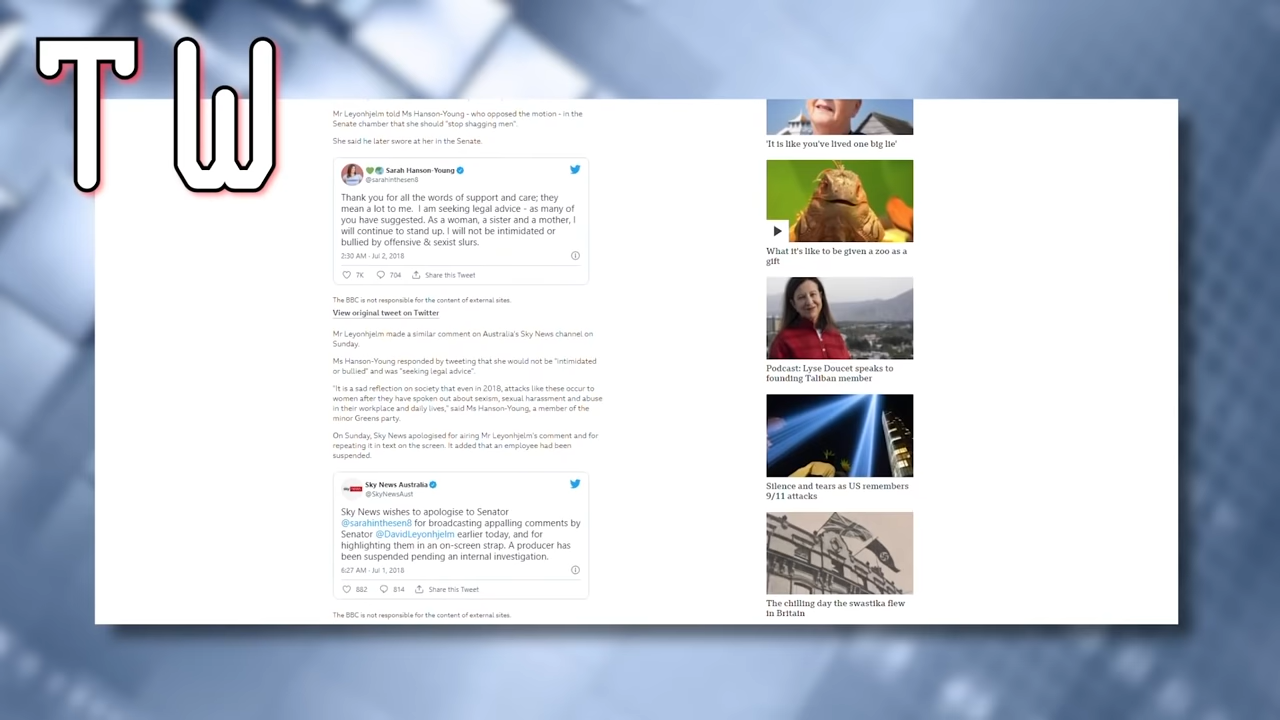 T W
Mr Leyonhjelm told Ms Hanson-Young - who opposed the motion - in the
Senate chamber that she should "stop shagging men".
She said he later swore at her in the Senate.
Sarah Hanson-Young
@sarahinthesen8
Thank you for all the words of support and care; they
mean a lot to me. I am seeking legal advice - as many of
you have suggested. As a woman, a sister and a mother, I
will continue to stand up. I will not be intimidated or
bullied by offensive & sexist slurs.
2:30 AM - Jul 2, 2018
7K 704 Share this Tweet
The BBC is not responsible for the content of external sites.
View original tweet on Twitter
Mr Leyonhjelm made a similar comment on Australia's Sky News channel on
Sunday.
Ms Hanson-Young responded by tweeting that she would not be "intimidated
or bullied" and was "seeking legal advice".
"It is a sad reflection on society that even in 2018, attacks like these occur to
women after they have spoken out about sexism, sexual harassment and abuse
in their workplace and daily lives," said Ms Hanson-Young, a member of the
minor Greens party.
On Sunday, Sky News apologised for airing Mr Leyonhjelm's comment and for
repeating it in text on the screen. It added that an employee had been
suspended.
Sky News Australia
@SkyNewsAust
Sky News wishes to apologise to Senator
@sarahinthesen8 for broadcasting appalling comments by
Senator @DavidLeyonhjelm earlier today, and for
highlighting them in an on-screen strap. A producer has
been suspended pending an internal investigation.
6:27 AM - Jul 1, 2018
882 814 Share this Tweet
The BBC is not responsible for the content of external sites.
'It is like you've lived one big lie'
What it's like to be given a zoo as a
gift
Podcast: Lyse Doucet speaks to
founding Taliban member
Silence and tears as US remembers
9/11 attacks
The chilling day the swastika flew
in Britain